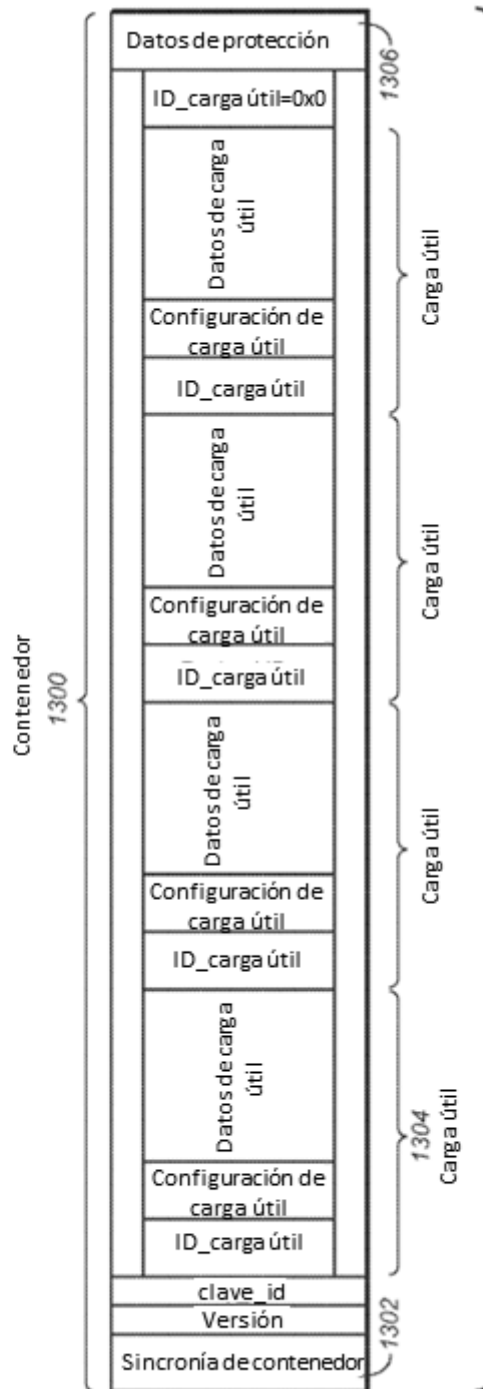 Datos de protección
1306
ID_carga útil=0x0
Datos de carga
útil
Carga útil
Configuración de
carga útil
ID_carga útil
Datos de carga
útil
Carga útil
Configuración de
carga útil
ID_carga útil
Contenedor
1300
Datos de carga
útil
Carga útil
Configuración de
carga útil
ID_carga útil
Datos de carga
útil
1304
Carga útil
Configuración de
carga útil
ID_carga útil
clave_id
Versión
1302
Sincronía de contenedor